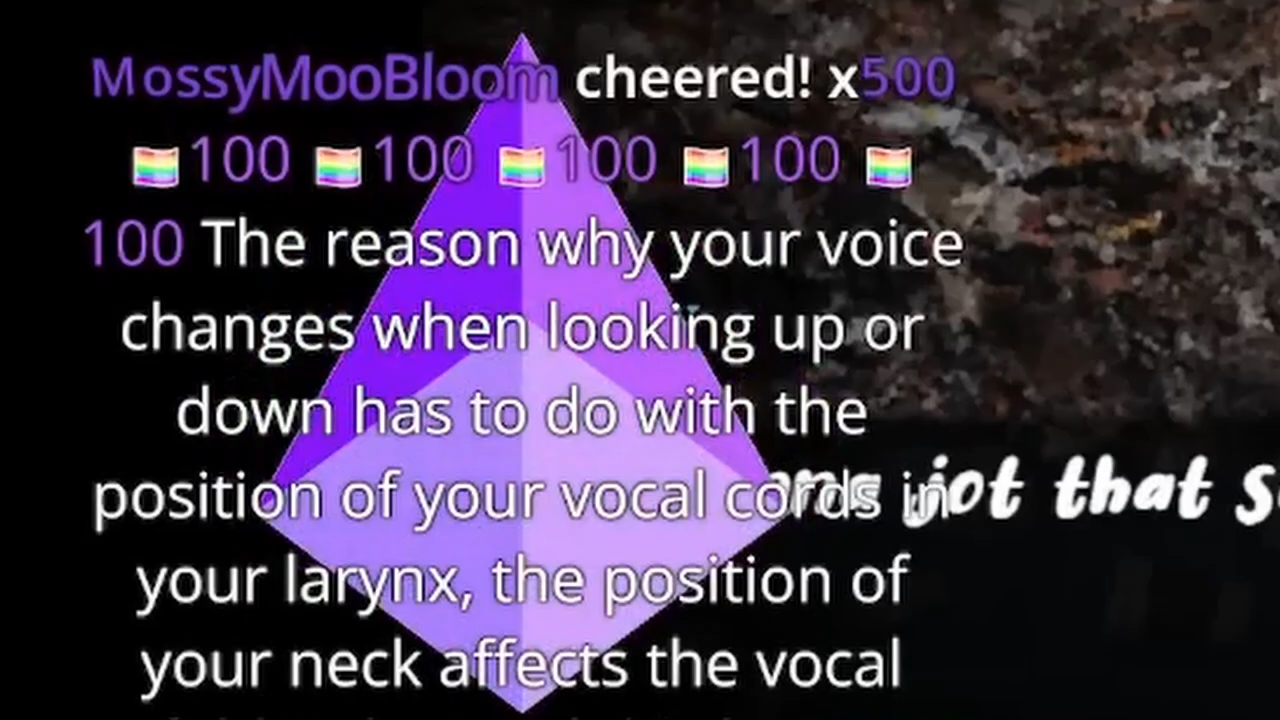 MossyMooBloom cheered! x500
100 100 100 100
100 The reason why your voice
changes when looking up or
down has to do with the
position of your vocal cords in
your larynx, the position of
your neck affects the vocal
jot that